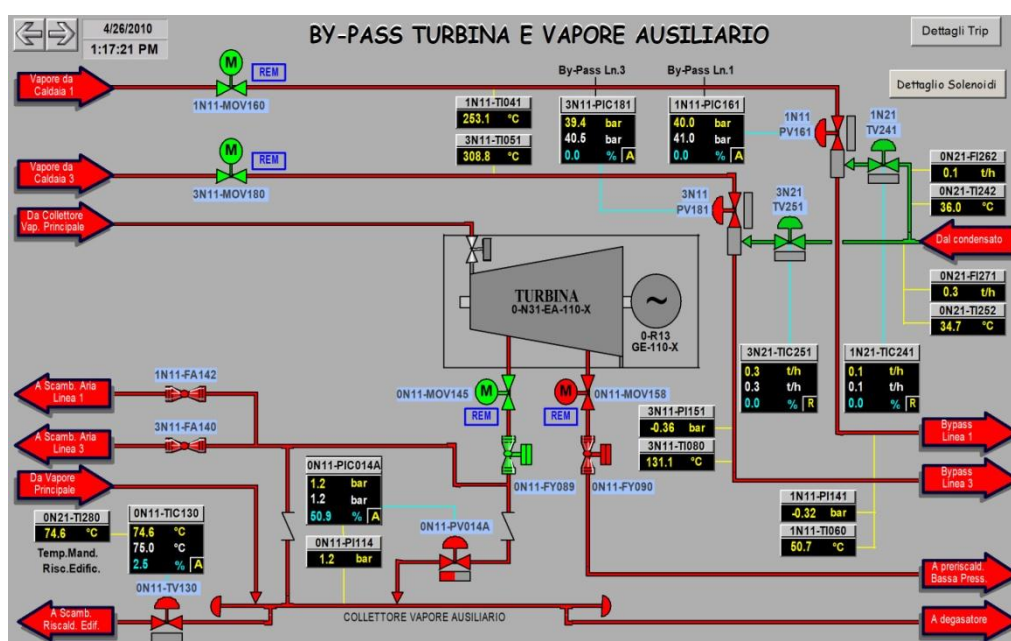 4/26/2010
1:17:21 PM
BY-PASS TURBINA E VAPORE AUSILIARIO
Dettagli Trip
Dettaglio Solenoidi
Vapore da
Caldaia 1
M
REM
1N11-MOV160
By-Pass Ln.3
By-Pass Ln.1
1N11-TI041
253.1 °C
3N11-TI051
308.8 °C
3N11-PIC181
39.4 bar
40.5 bar
0.0 % A
1N11-PIC161
40.0 bar
41.0 bar
0.0 % A
1N11
PV161
1N21
TV241
0N21-FI262
0.1 t/h
0N21-TI242
36.0 °C
Vapore da
Caldaia 3
M
REM
3N11-MOV180
3N11
PV181
3N21
TV251
Da Collettore
Vap. Principale
Dal condensato
TURBINA
0-N31-EA-110-X
~
0-R13
GE-110-X
0N21-FI271
0.3 t/h
0N21-TI252
34.7 °C
3N21-TIC251
0.3 t/h
0.3 t/h
0.0 % R
1N21-TIC241
0.1 t/h
0.1 t/h
0.0 % R
A Scamb. Aria
Linea 1
1N11-FA142
0N11-MOV145
M
REM
M
0N11-MOV158
REM
3N11-PI151
-0.36 bar
3N11-TI080
131.1 °C
Bypass
Linea 1
A Scamb. Aria
Linea 3
3N11-FA140
Bypass
Linea 3
Da Vapore
Principale
0N11-PIC014A
1.2 bar
1.2 bar
50.9 % A
0N11-FY089
0N11-FY090
0N21-TI280
74.6 °C
Temp.Mand.
Risc.Edific.
0N11-TIC130
74.6 °C
75.0 °C
2.5 % A
0N11-PI114
1.2 bar
0N11-PV014A
1N11-PI141
-0.32 bar
1N11-TI060
50.7 °C
A preriscald.
Bassa Press.
0N11-TV130
A Scamb.
Riscald. Edif.
COLLETTORE VAPORE AUSILIARIO
A degasatore